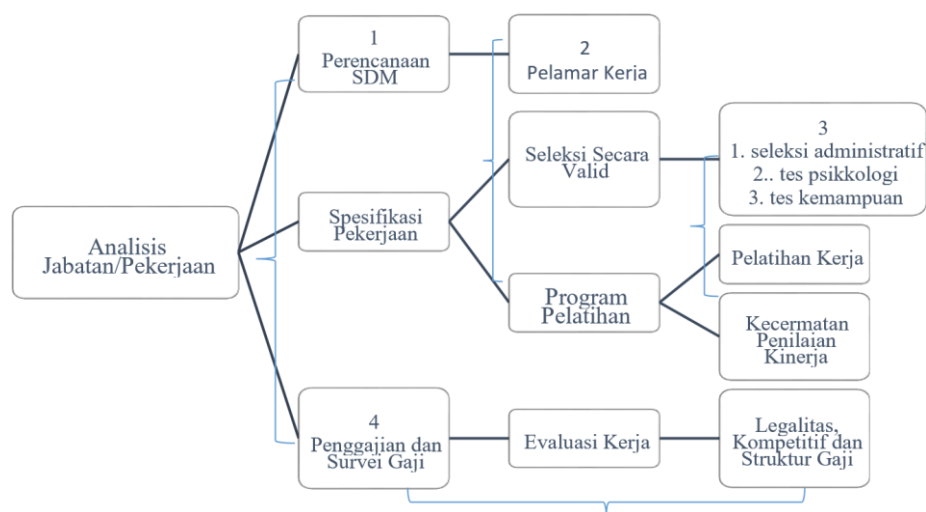 1
Perencanaan
SDM
2
Pelamar Kerja
Seleksi Secara
Valid
3
1. seleksi administratif
2.. tes psikkologi
3. tes kemampuan
Analisis
Jabatan/Pekerjaan
Spesifikasi
Pekerjaan
Pelatihan Kerja
Program
Pelatihan
Kecermatan
Penilaian
Kinerja
4
Penggajian dan
Survei Gaji
Evaluasi Kerja
Legalitas,
Kompetitif dan
Struktur Gaji